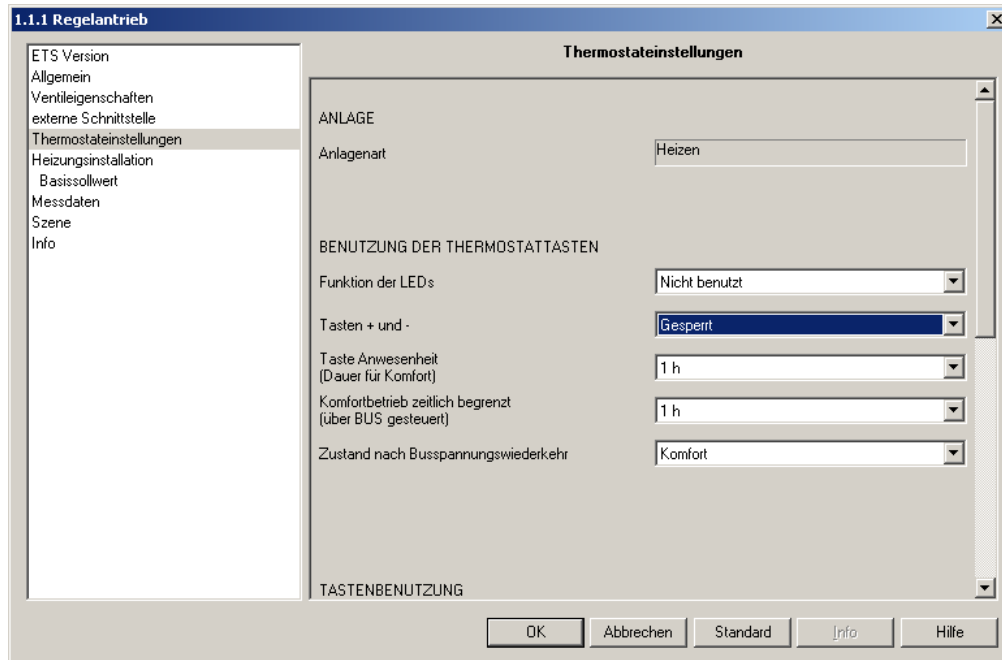 1.1.1 Regelantrieb
ETS Version
Allgemein
Ventileigenschaften
externe Schnittstelle
Thermostateinstellungen
Heizungsinstallation
Basissollwert
Messdaten
Szene
Info
Thermostateinstellungen
ANLAGE
Anlagenart Heizen
BENUTZUNG DER THERMOSTATTASTEN
Funktion der LEDs Nicht benutzt
Tasten + und - Gesperrt
Taste Anwesenheit
(Dauer für Komfort) 1 h
Komfortbetrieb zeitlich begrenzt
(über BUS gesteuert) 1 h
Zustand nach Busspannungswiederkehr Komfort
TASTENBENUTZUNG
OK Abbrechen Standard Info Hilfe